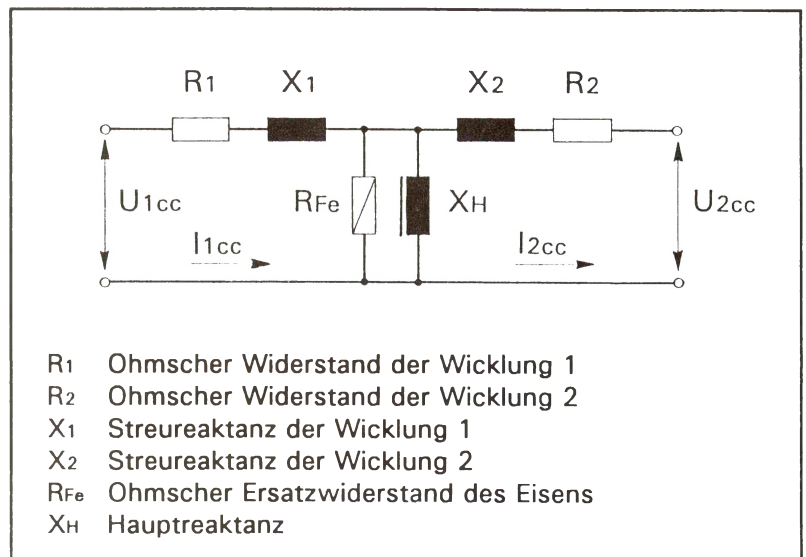 R1 X1 X2 R2
U1cc RFe XH U2cc
I1cc I2cc
R1 Ohmscher Widerstand der Wicklung 1
R2 Ohmscher Widerstand der Wicklung 2
X1 Streureaktanz der Wicklung 1
X2 Streureaktanz der Wicklung 2
RFe Ohmscher Ersatzwiderstand des Eisens
XH Hauptreaktanz